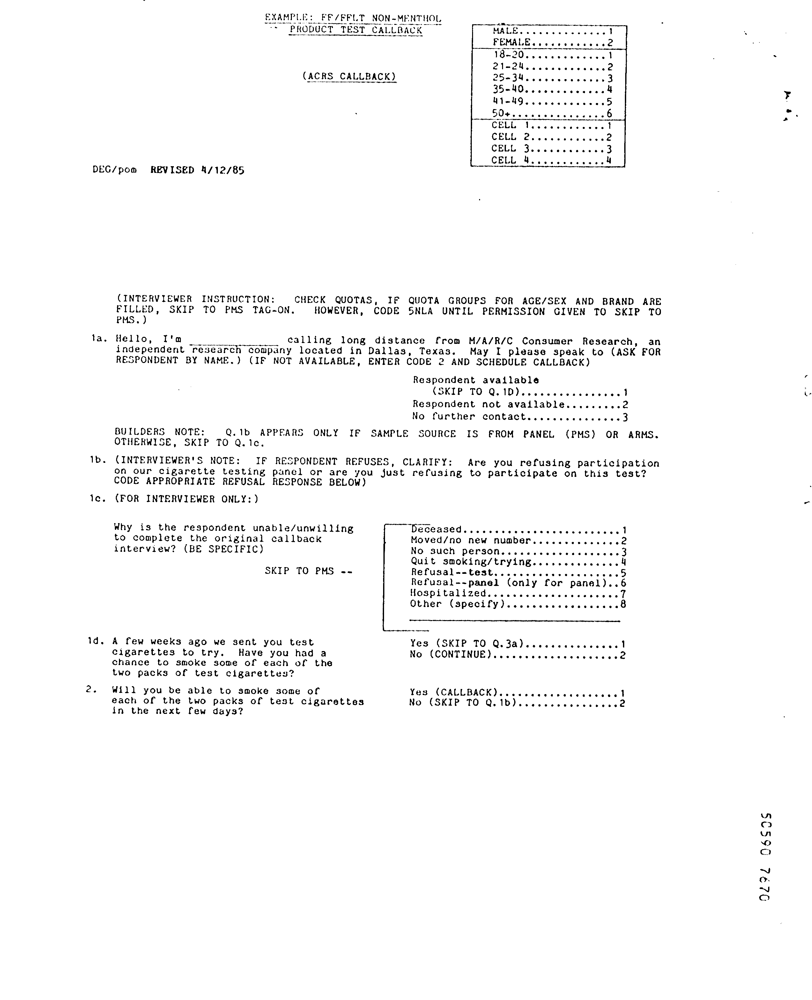 EXAMPLE: FF/FFLT NON-MENTHOL
PRODUCT TEST CALLBACK
(ACRS CALLBACK)
MALE..............1
FEMALE............2
18-20.............1
21-24.............2
25-34.............3
35-40.............4
41-49.............5
50+...............6
CELL 1............1
CELL 2............2
CELL 3............3
CELL 4............4
DEG/pom REVISED 4/12/85
(INTERVIEWER INSTRUCTION: CHECK QUOTAS, IF QUOTA GROUPS FOR AGE/SEX AND BRAND ARE
FILLED, SKIP TO PMS TAG-ON. HOWEVER, CODE 5NLA UNTIL PERMISSION GIVEN TO SKIP TO
PMS.)
1a. Hello, I'm ______________ calling long distance from M/A/R/C Consumer Research, an
independent research company located in Dallas, Texas. May I please speak to (ASK FOR
RESPONDENT BY NAME.) (IF NOT AVAILABLE, ENTER CODE 2 AND SCHEDULE CALLBACK)
Respondent available
(SKIP TO Q.1D)................1
Respondent not available.........2
No further contact...............3
BUILDERS NOTE: Q.1b APPEARS ONLY IF SAMPLE SOURCE IS FROM PANEL (PMS) OR ARMS.
OTHERWISE, SKIP TO Q.1c.
1b. (INTERVIEWER'S NOTE: IF RESPONDENT REFUSES, CLARIFY: Are you refusing participation
on our cigarette testing panel or are you just refusing to participate on this test?
CODE APPROPRIATE REFUSAL RESPONSE BELOW)
1c. (FOR INTERVIEWER ONLY:)
Why is the respondent unable/unwilling
to complete the original callback
interview? (BE SPECIFIC)
SKIP TO PMS --
Deceased.........................1
Moved/no new number..............2
No such person...................3
Quit smoking/trying..............4
Refusal--test....................5
Refusal--panel (only for panel)..6
Hospitalized.....................7
Other (specify)..................8
1d. A few weeks ago we sent you test
cigarettes to try. Have you had a
chance to smoke some of each of the
two packs of test cigarettes?
Yes (SKIP TO Q.3a)...............1
No (CONTINUE)....................2
2. Will you be able to smoke some of
each of the two packs of test cigarettes
in the next few days?
Yes (CALLBACK)...................1
No (SKIP TO Q.1b)................2
50590 7670